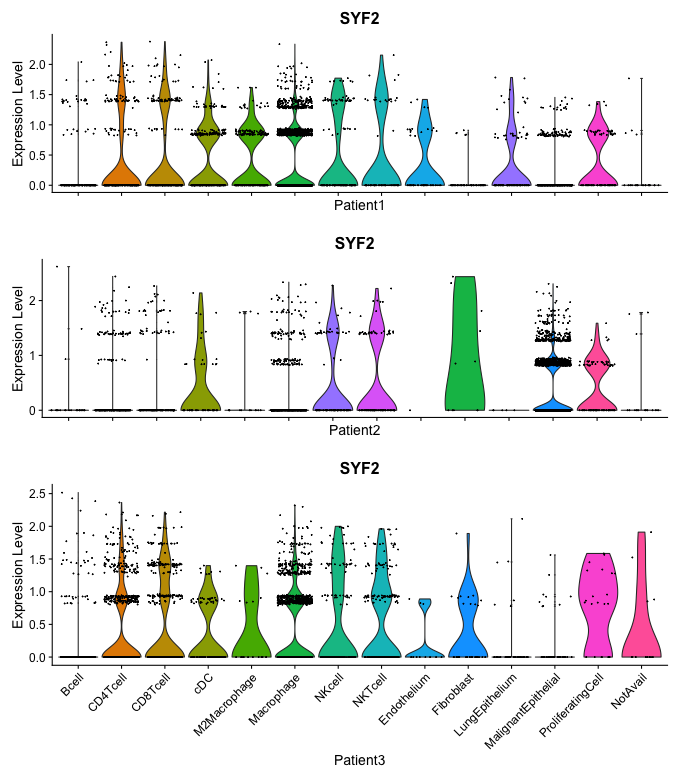 SYF2
Expression Level
2.0
1.5
1.0
0.5
0.0
Patient1
SYF2
Expression Level
2
1
0
Patient2
SYF2
Expression Level
2.5
2.0
1.5
1.0
0.5
0.0
Bcell
CD4Tcell
CD8Tcell
cDC
M2Macrophage
Macrophage
NKcell
NKTcell
Endothelium
Fibroblast
LungEpithelium
MalignantEpithelial
ProliferatingCell
NotAvail
Patient3